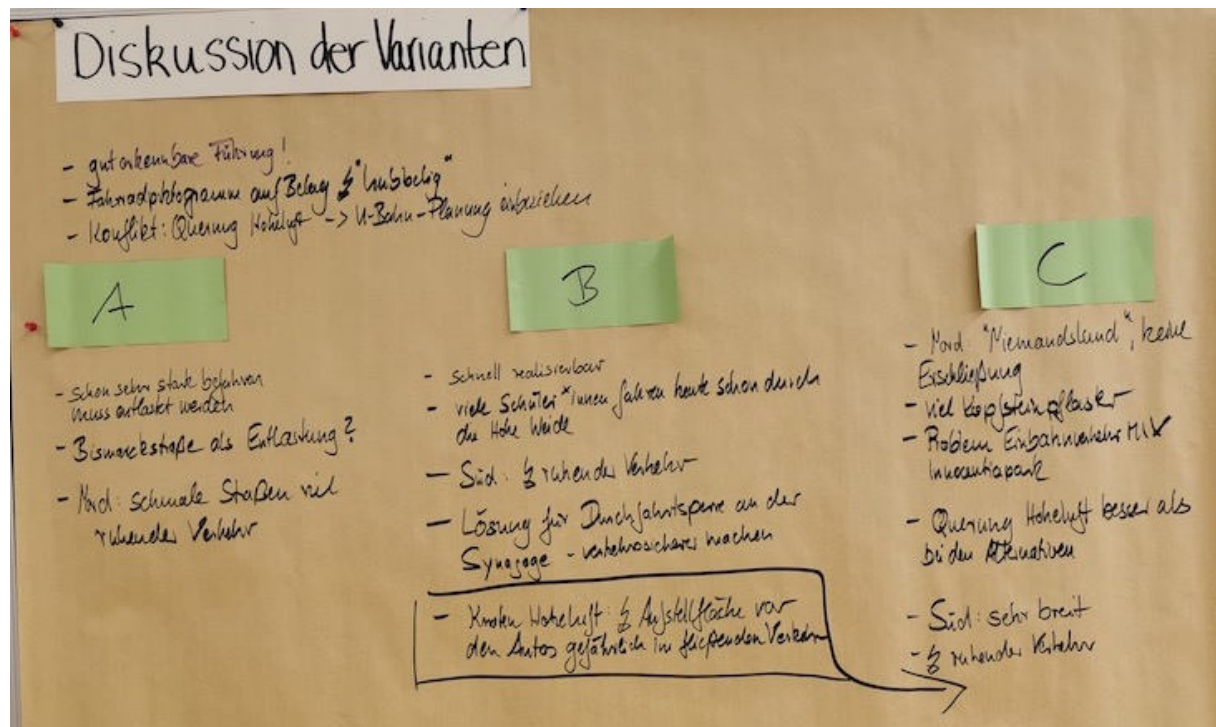 Diskussion der Varianten
- gut erkennbare Führung!
- Fahrradpiktogramm auf Belag ↯ "hubbelig"
- Konflikt: Querung Hoheluft -> U-Bahn-Planung einbeziehen
A
- schon sehr stark befahren
muss entlastet werden
- Bismarckstraße als Entlastung?
- Nord: schmale Staßen viel
ruhender Verkehr
B
- schnell realisierbar
- viele Schüler*innen fahren heute schon durch
die Hohe Weide
- Süd: ↯ ruhender Verkehr
- Lösung für Durchfahrtsperre an der
Synagoge - verkehrssicherer machen
- Knoten Hoheluft: ↯ Aufstellfläche vor
den Autos gefährlich im fließenden Verkehr
C
- Nord: "Niemandsland", keine
Erschließung
- viel Kopfsteinpflaster
- Problem Einbahnverkehr MIV
Innocentiapark
- Querung Hoheluft besser als
bei den Alternativen
- Süd: sehr breit
- ↯ ruhender Verkehr